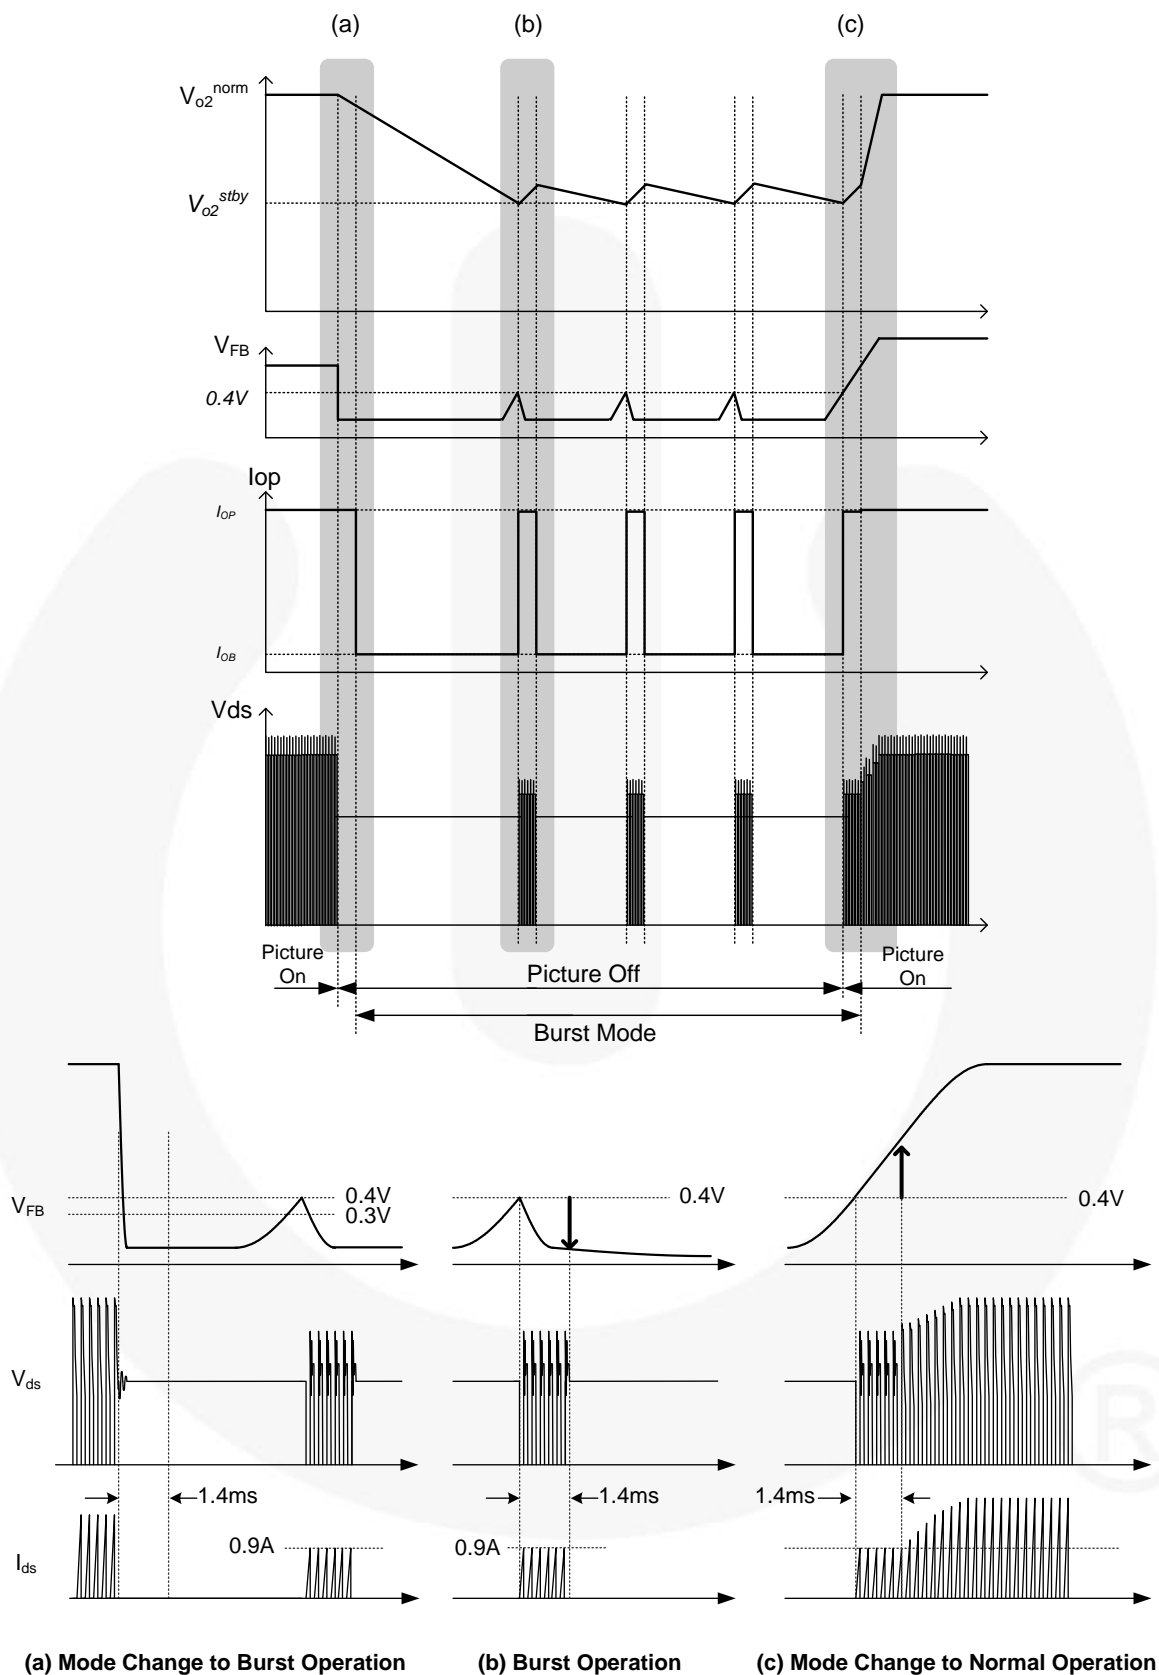 (a) (b) (c)
Vo2norm
Vo2stby
VFB
0.4V
Iop
IOP
IOB
Vds
Picture On
Picture Off
Picture On
Burst Mode
VFB
0.4V
0.3V
0.4V
0.4V
Vds
1.4ms
1.4ms
1.4ms
Ids
0.9A
0.9A
(a) Mode Change to Burst Operation
(b) Burst Operation
(c) Mode Change to Normal Operation
®